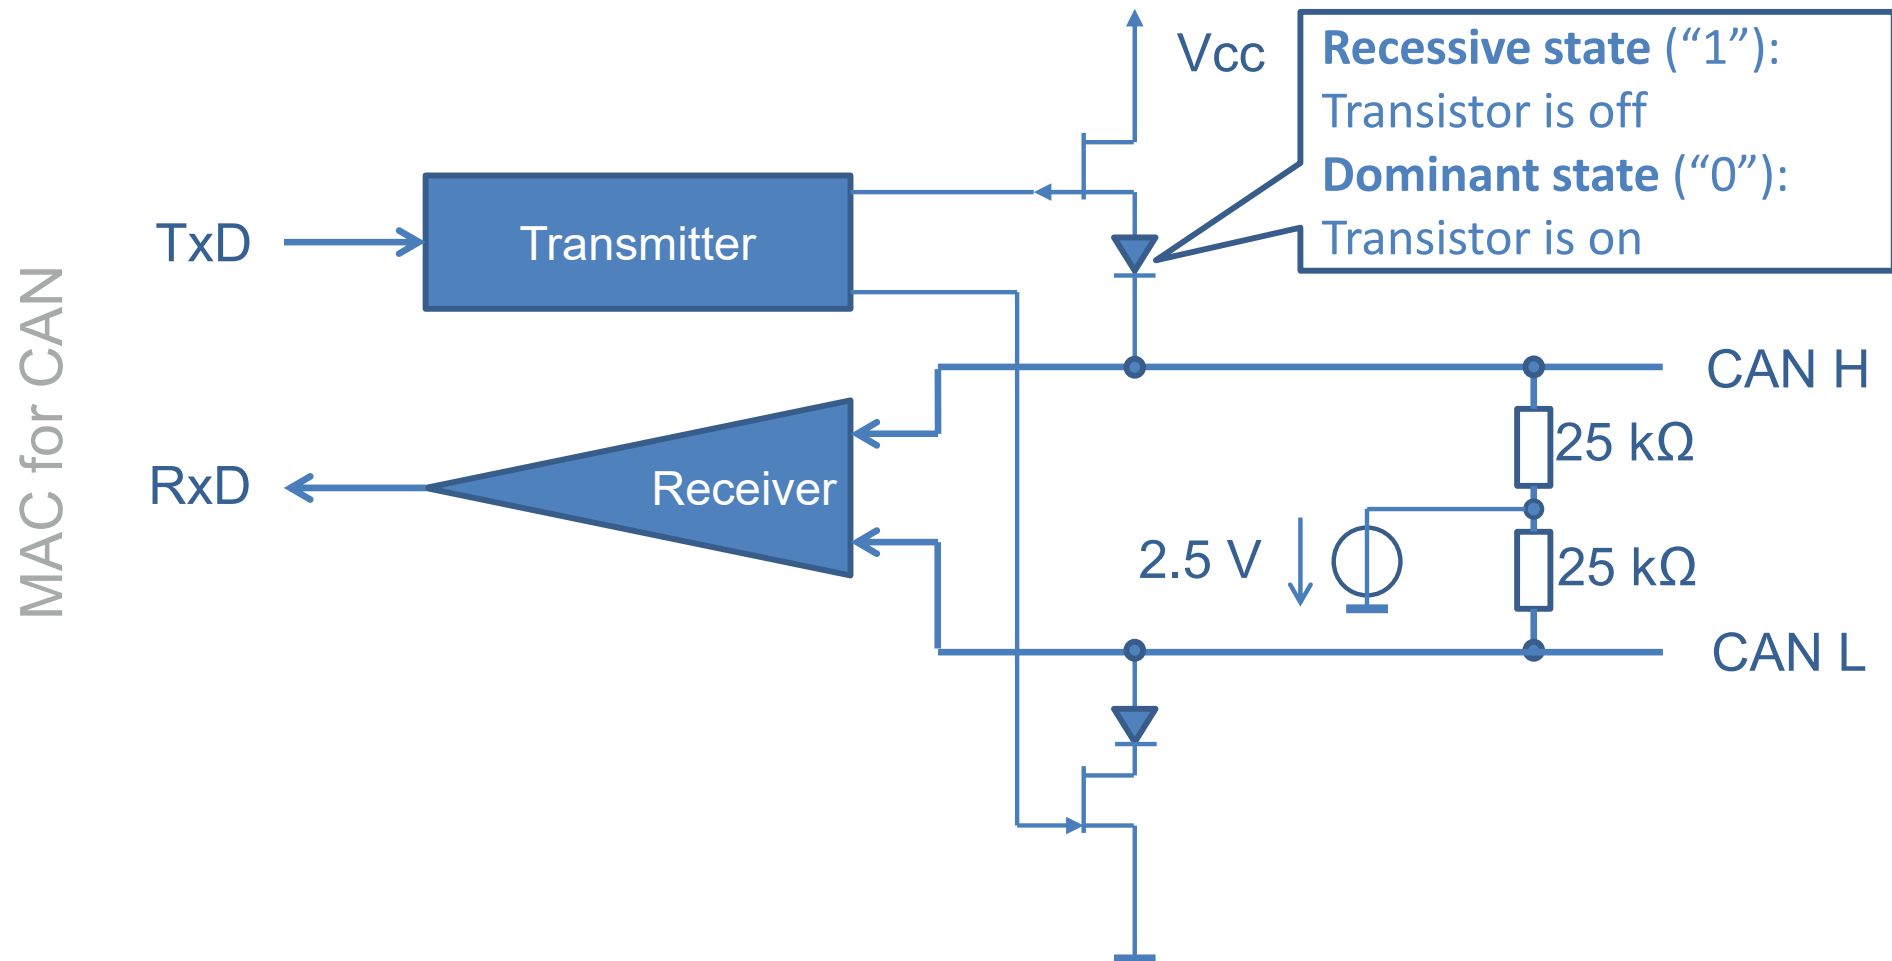 MAC for CAN
Vcc
Recessive state (“1”):
Transistor is off
Dominant state (“0”):
Transistor is on
TxD
Transmitter
CAN H
Receiver
RxD
25 kΩ
2.5 V
25 kΩ
CAN L